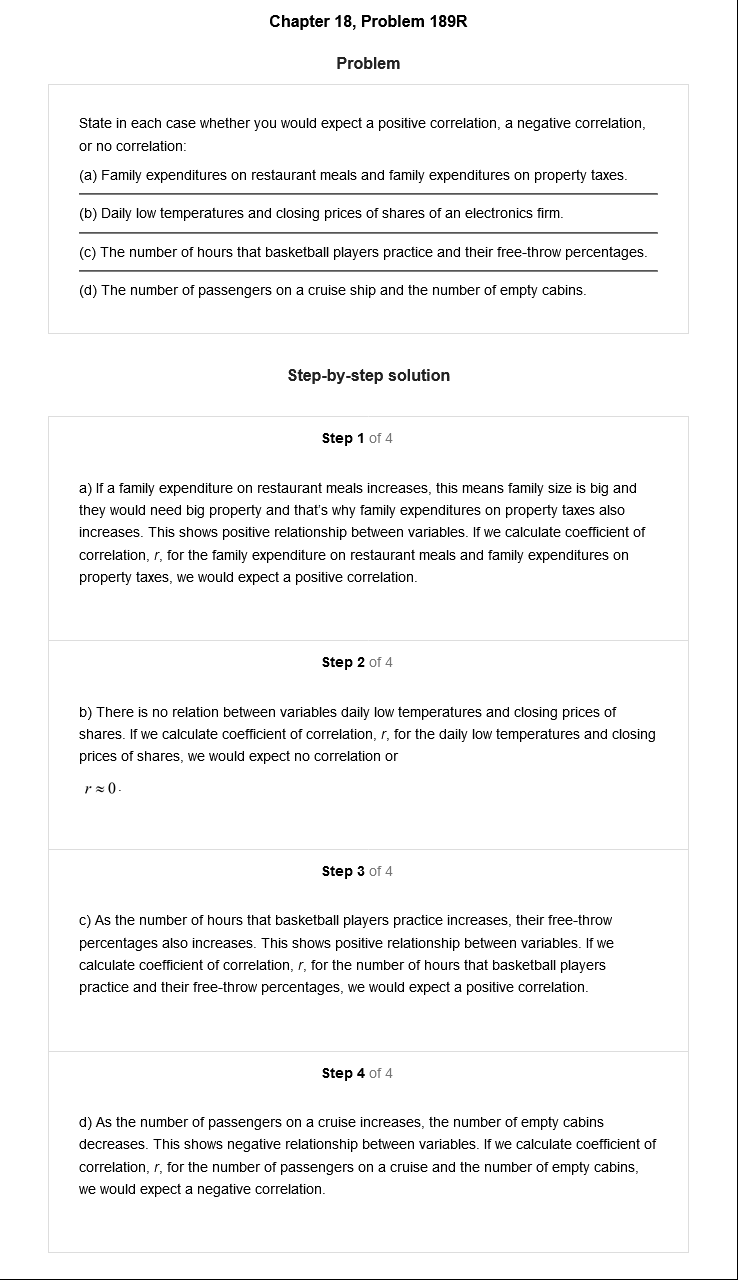 Chapter 18, Problem 189R
Problem
State in each case whether you would expect a positive correlation, a negative correlation,
or no correlation:
(a) Family expenditures on restaurant meals and family expenditures on property taxes.
(b) Daily low temperatures and closing prices of shares of an electronics firm.
(c) The number of hours that basketball players practice and their free-throw percentages.
(d) The number of passengers on a cruise ship and the number of empty cabins.
Step-by-step solution
Step 1 of 4
a) If a family expenditure on restaurant meals increases, this means family size is big and
they would need big property and that's why family expenditures on property taxes also
increases. This shows positive relationship between variables. If we calculate coefficient of
correlation, r, for the family expenditure on restaurant meals and family expenditures on
property taxes, we would expect a positive correlation.
Step 2 of 4
b) There is no relation between variables daily low temperatures and closing prices of
shares. If we calculate coefficient of correlation, r, for the daily low temperatures and closing
prices of shares, we would expect no correlation or
r ≈ 0.
Step 3 of 4
c) As the number of hours that basketball players practice increases, their free-throw
percentages also increases. This shows positive relationship between variables. If we
calculate coefficient of correlation, r, for the number of hours that basketball players
practice and their free-throw percentages, we would expect a positive correlation.
Step 4 of 4
d) As the number of passengers on a cruise increases, the number of empty cabins
decreases. This shows negative relationship between variables. If we calculate coefficient of
correlation, r, for the number of passengers on a cruise and the number of empty cabins,
we would expect a negative correlation.